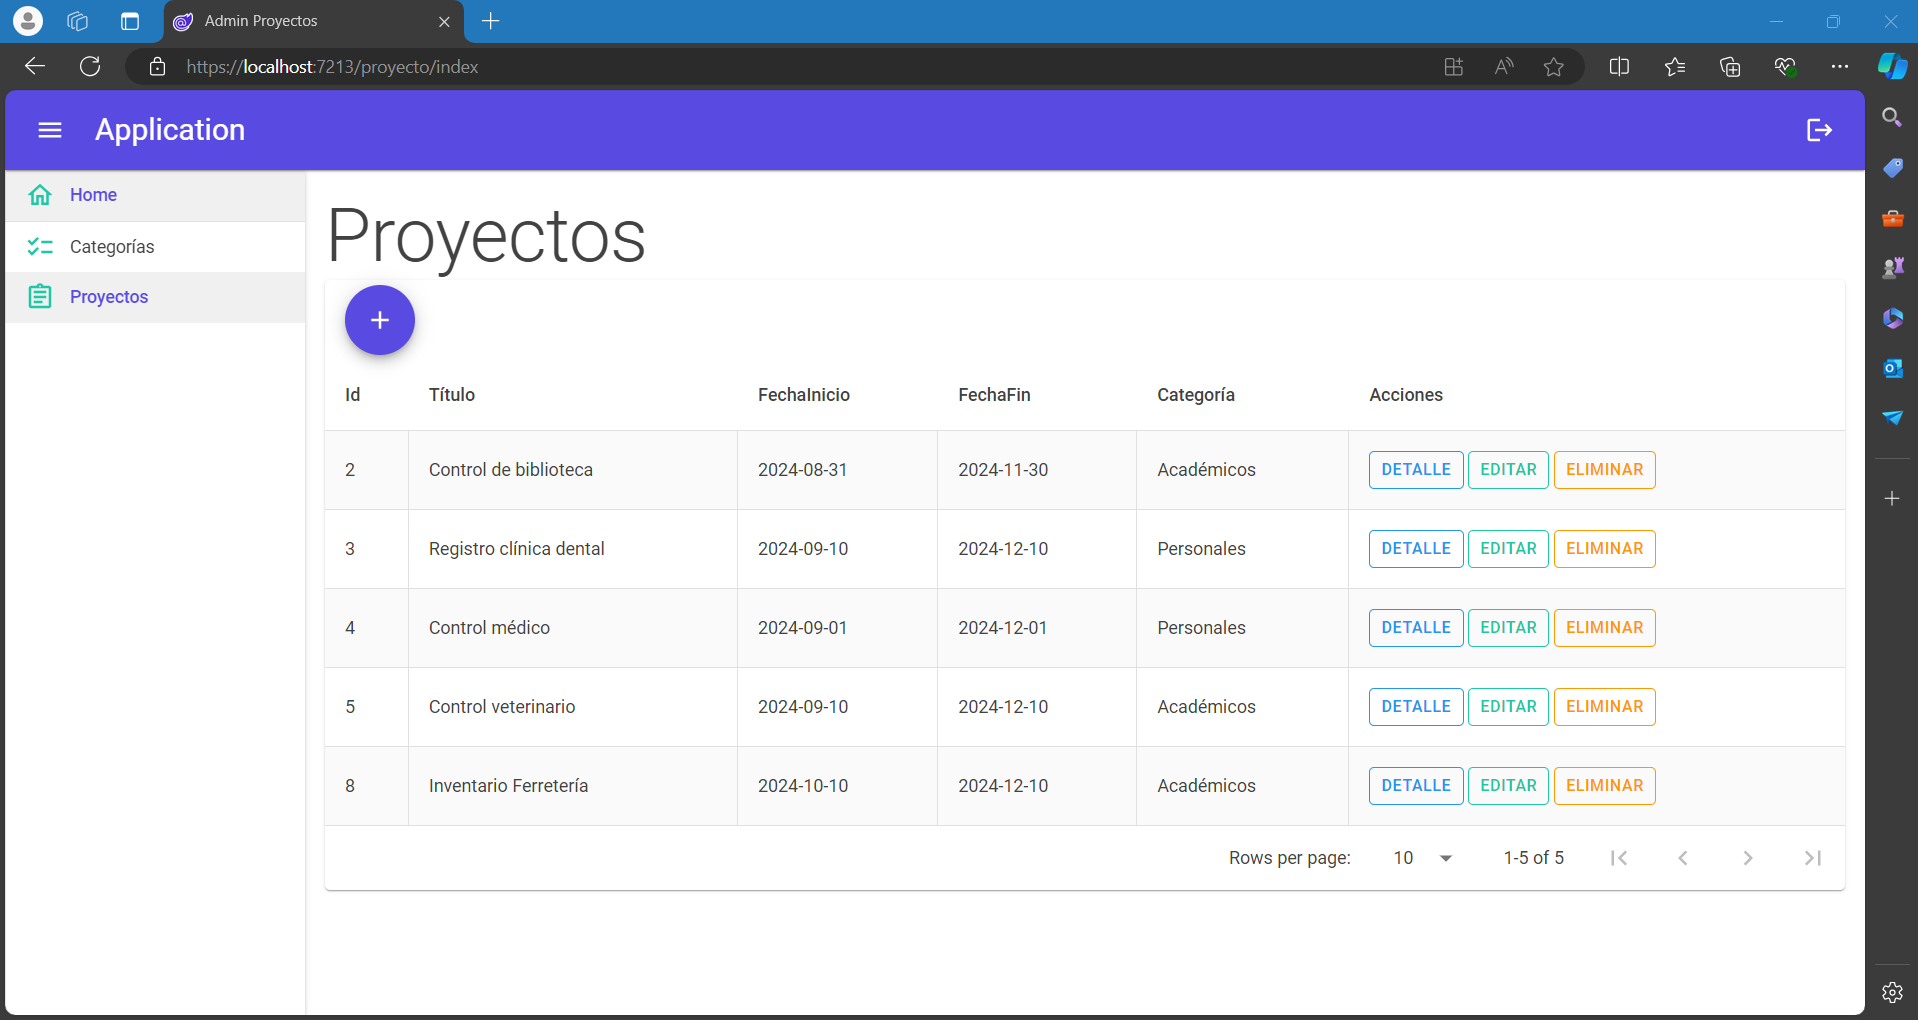 Admin Proyectos
https://localhost:7213/proyecto/index
Application
Home
Categorías
Proyectos
Proyectos
+
Id Título FechaInicio FechaFin Categoría Acciones
2 Control de biblioteca 2024-08-31 2024-11-30 Académicos DETALLE EDITAR ELIMINAR
3 Registro clínica dental 2024-09-10 2024-12-10 Personales DETALLE EDITAR ELIMINAR
4 Control médico 2024-09-01 2024-12-01 Personales DETALLE EDITAR ELIMINAR
5 Control veterinario 2024-09-10 2024-12-10 Académicos DETALLE EDITAR ELIMINAR
8 Inventario Ferretería 2024-10-10 2024-12-10 Académicos DETALLE EDITAR ELIMINAR
Rows per page: 10 1-5 of 5